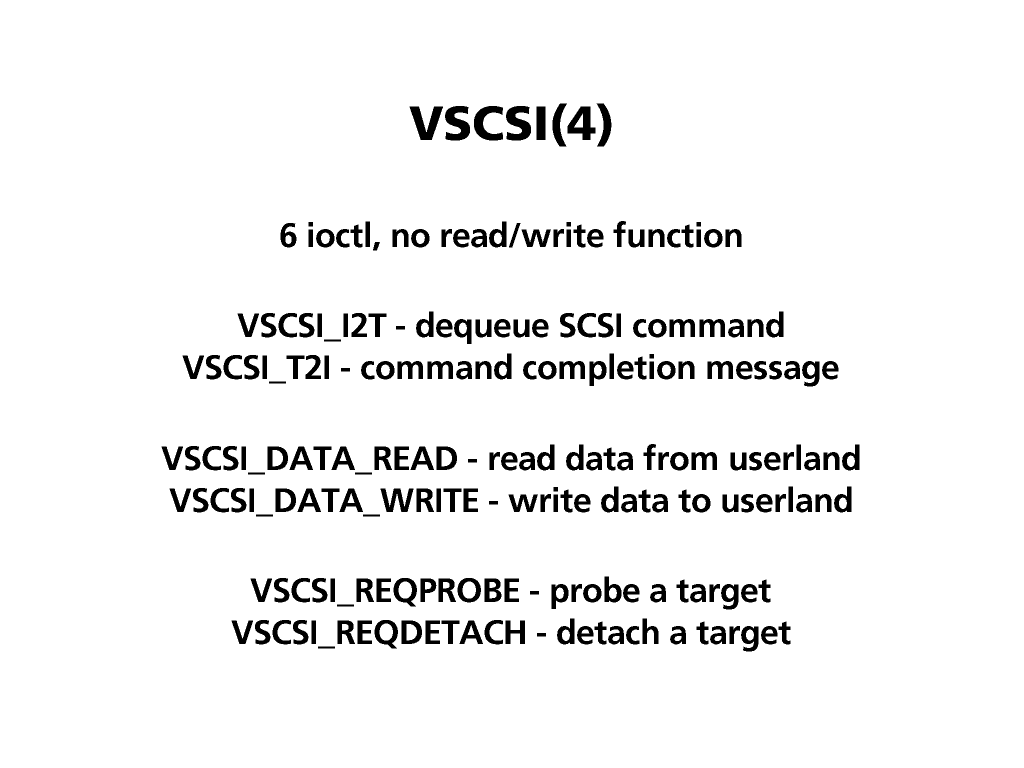 VSCSI(4)
6 ioctl, no read/write function
VSCSI_I2T - dequeue SCSI command
VSCSI_T2I - command completion message
VSCSI_DATA_READ - read data from userland
VSCSI_DATA_WRITE - write data to userland
VSCSI_REQPROBE - probe a target
VSCSI_REQDETACH - detach a target